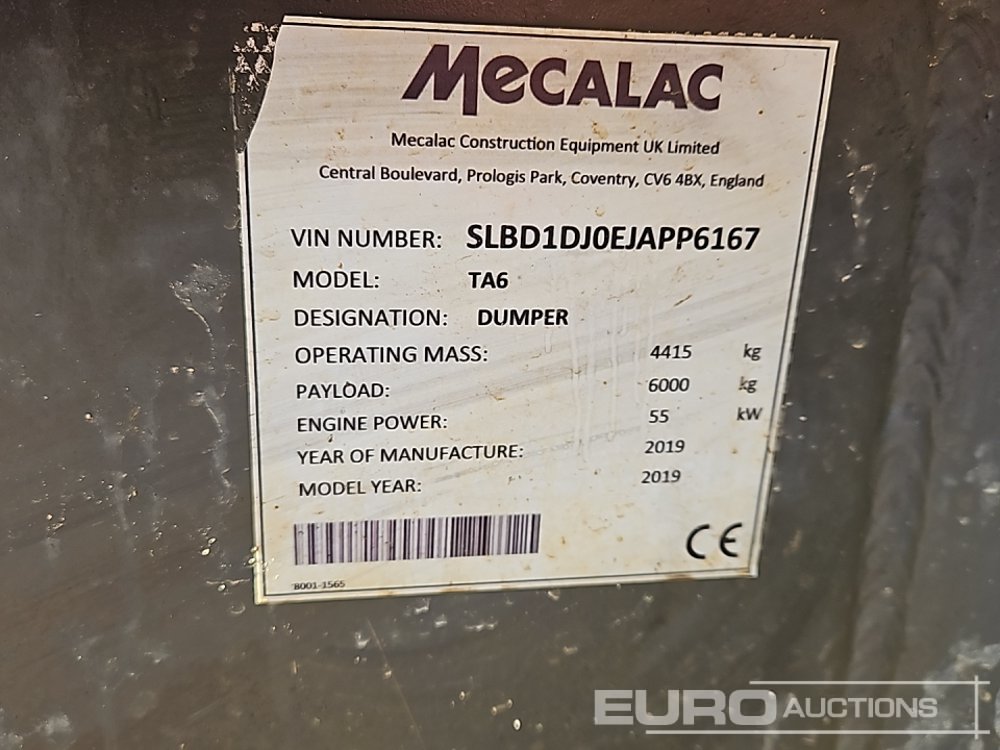 MeCALAC
Mecalac Construction Equipment UK Limited
Central Boulevard, Prologis Park, Coventry, CV6 4BX, England
VIN NUMBER: SLBD1DJ0EJAPP6167
MODEL: TA6
DESIGNATION: DUMPER
OPERATING MASS: 4415 kg
PAYLOAD: 6000 kg
ENGINE POWER: 55 kW
YEAR OF MANUFACTURE: 2019
MODEL YEAR: 2019
CE
8001-1565
EURO AUCTIONS